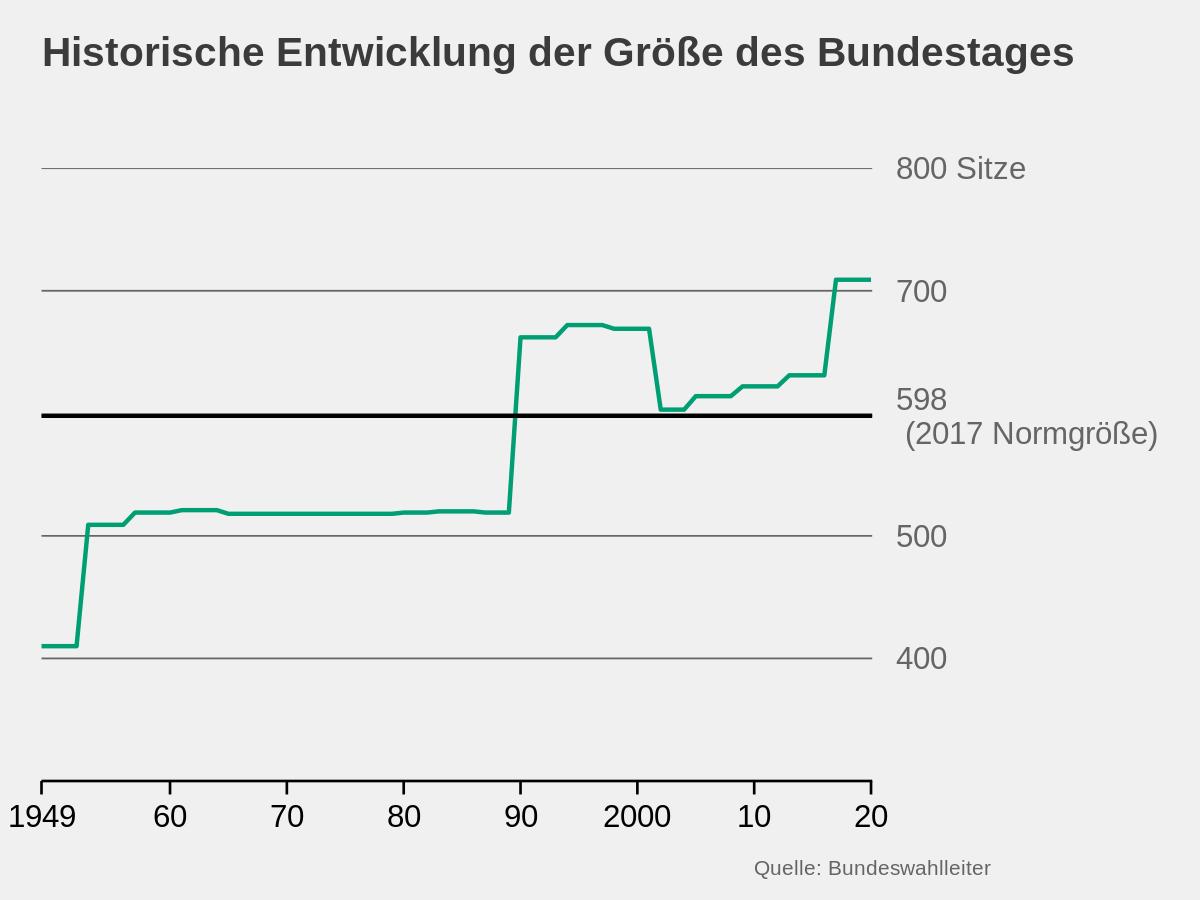 Historische Entwicklung der Größe des Bundestages
800 Sitze
700
598
(2017 Normgröße)
500
400
1949 60 70 80 90 2000 10 20
Quelle: Bundeswahlleiter